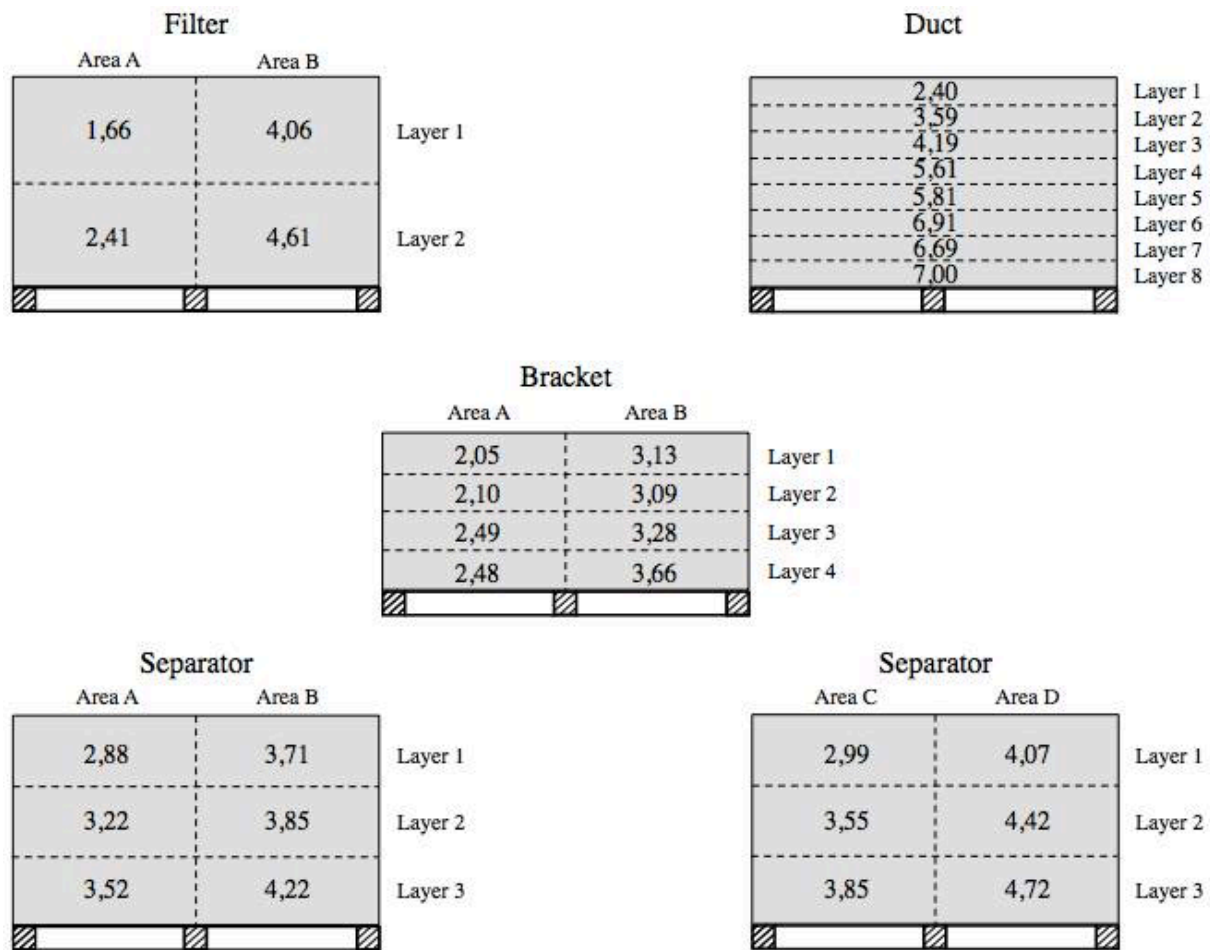 Filter
Area A Area B
1,66 4,06 Layer 1
2,41 4,61 Layer 2
Duct
2,40 Layer 1
3,59 Layer 2
4,19 Layer 3
5,61 Layer 4
5,81 Layer 5
6,91 Layer 6
6,69 Layer 7
7,00 Layer 8
Bracket
Area A Area B
2,05 3,13 Layer 1
2,10 3,09 Layer 2
2,49 3,28 Layer 3
2,48 3,66 Layer 4
Separator
Area A Area B
2,88 3,71 Layer 1
3,22 3,85 Layer 2
3,52 4,22 Layer 3
Separator
Area C Area D
2,99 4,07 Layer 1
3,55 4,42 Layer 2
3,85 4,72 Layer 3